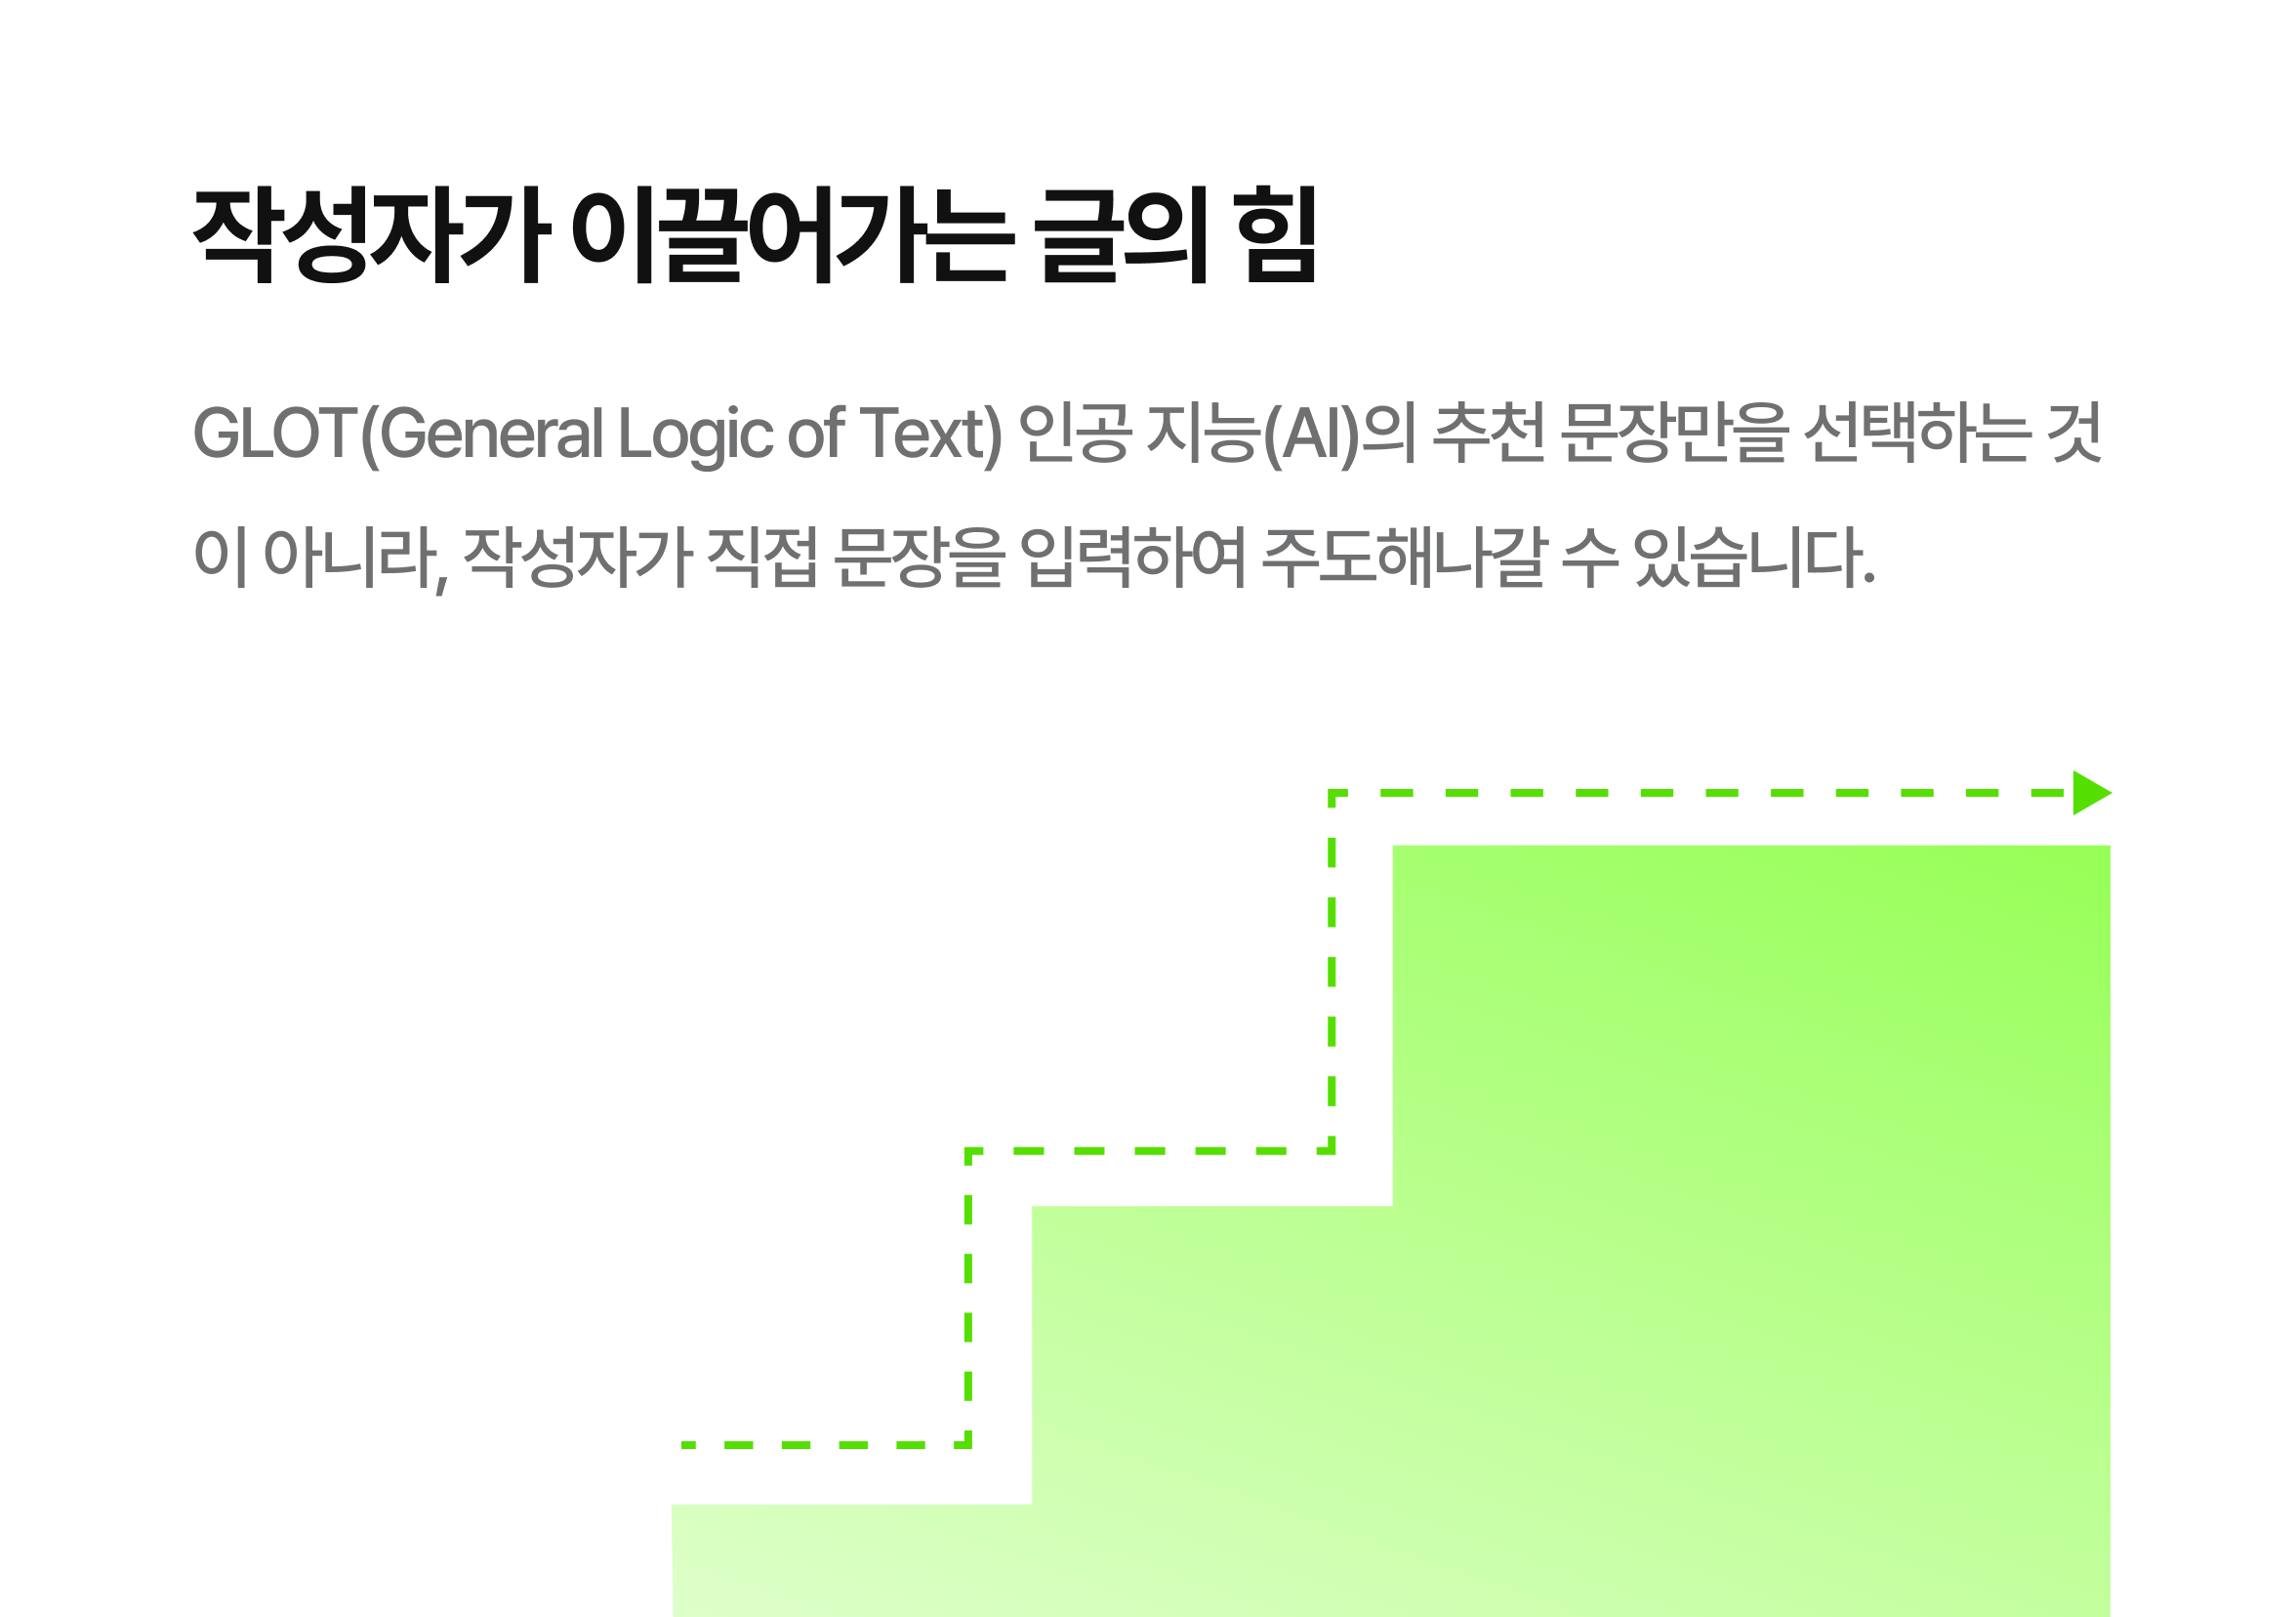 작성자가 이끌어가는 글의 힘
GLOT(General Logic of Text) 인공 지능(AI)의 추천 문장만을 선택하는 것
이 아니라, 작성자가 직접 문장을 입력하여 주도해나갈 수 있습니다.